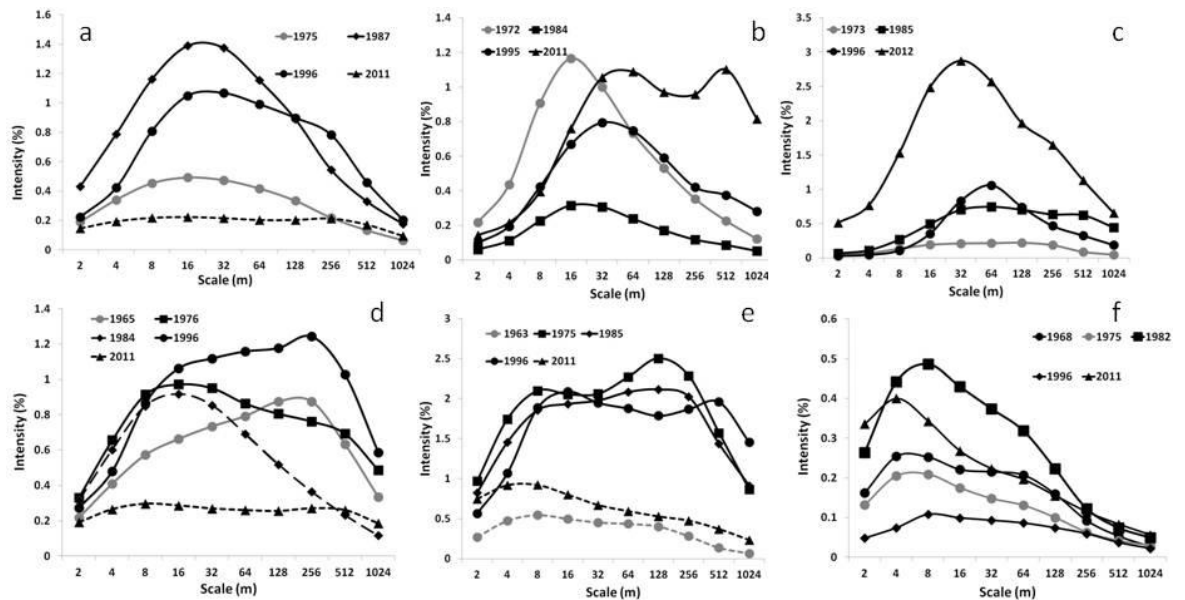 a
1.6
1.4
1.2
1
0.8
0.6
0.4
0.2
0
Intensity (%)
1975 1987
1996 2011
2 4 8 16 32 64 128 256 512 1024
Scale (m)
b
1.4
1.2
1
0.8
0.6
0.4
0.2
0
Intensity (%)
1972 1984
1995 2011
2 4 8 16 32 64 128 256 512 1024
Scale (m)
c
3.5
3
2.5
2
1.5
1
0.5
0
Intensity (%)
1973 1985
1996 2012
2 4 8 16 32 64 128 256 512 1024
Scale (m)
d
1.4
1.2
1
0.8
0.6
0.4
0.2
0
Intensity (%)
1965 1976
1984 1996
2011
2 4 8 16 32 64 128 256 512 1024
Scale (m)
e
3
2.5
2
1.5
1
0.5
0
Intensity (%)
1963 1975 1985
1996 2011
2 4 8 16 32 64 128 256 512 1024
Scale (m)
f
0.6
0.5
0.4
0.3
0.2
0.1
0
Intensity (%)
1968 1975 1982
1996 2011
2 4 8 16 32 64 128 256 512 1024
Scale (m)